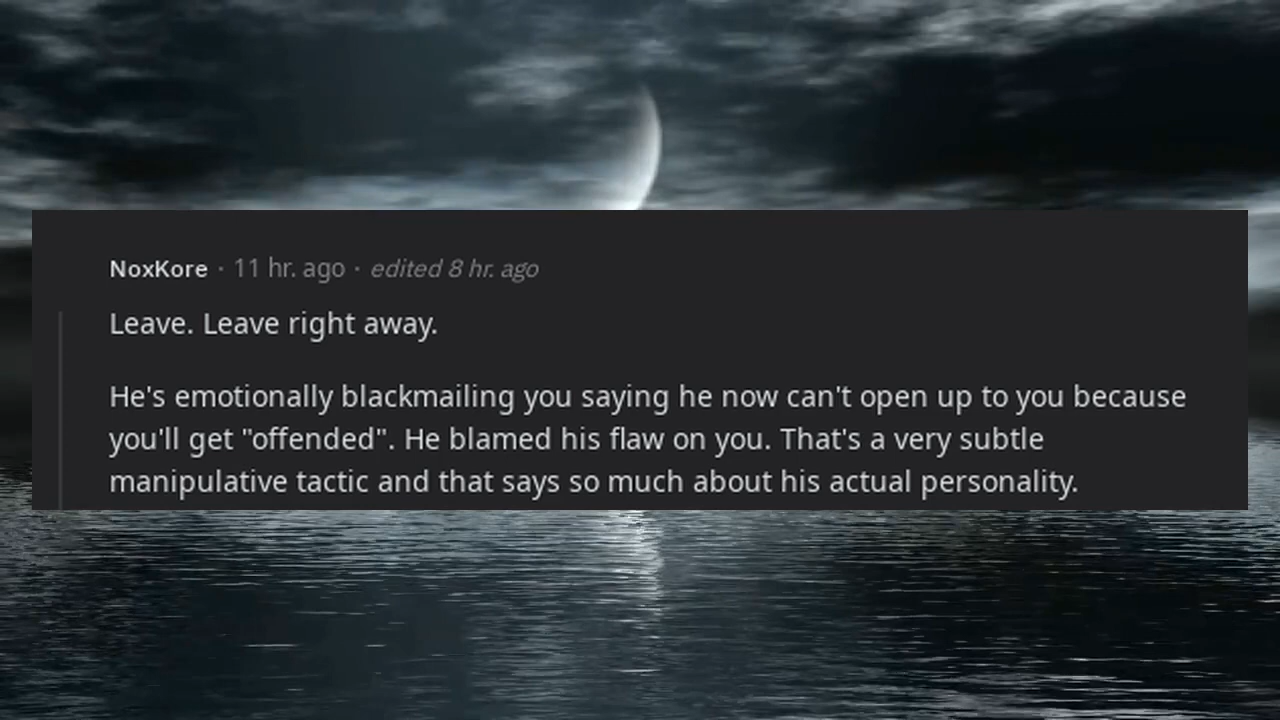 NoxKore · 11 hr. ago · edited 8 hr. ago
Leave. Leave right away.
He's emotionally blackmailing you saying he now can't open up to you because
you'll get "offended". He blamed his flaw on you. That's a very subtle
manipulative tactic and that says so much about his actual personality.